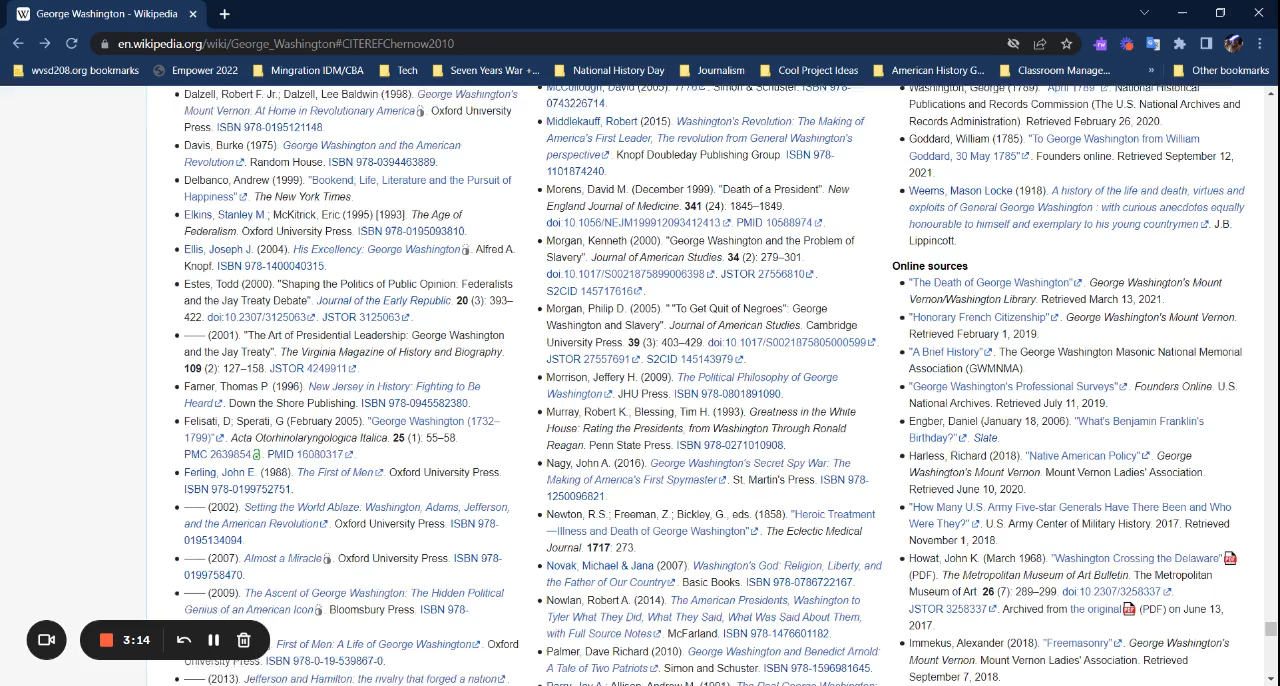 George Washington - Wikipedia
en.wikipedia.org/wiki/George_Washington#CITEREFChernow2010
wvsd208.org bookmarks
Empower 2022
Mingration IDM/CBA
Tech
Seven Years War +...
National History Day
Journalism
Cool Project Ideas
American History G...
Classroom Manage...
»
Other bookmarks
Dalzell, Robert F. Jr.; Dalzell, Lee Baldwin (1998). George Washington's
Mount Vernon: At Home in Revolutionary America. Oxford University
Press. ISBN 978-0195121148.
Davis, Burke (1975). George Washington and the American
Revolution. Random House. ISBN 978-0394463889.
Delbanco, Andrew (1999). "Bookend; Life, Literature and the Pursuit of
Happiness". The New York Times.
Elkins, Stanley M.; McKitrick, Eric (1995) [1993]. The Age of
Federalism. Oxford University Press. ISBN 978-0195093810.
Ellis, Joseph J. (2004). His Excellency: George Washington. Alfred A.
Knopf. ISBN 978-1400040315.
Estes, Todd (2000). "Shaping the Politics of Public Opinion: Federalists
and the Jay Treaty Debate". Journal of the Early Republic. 20 (3): 393–
422. doi:10.2307/3125063. JSTOR 3125063.
—— (2001). "The Art of Presidential Leadership: George Washington
and the Jay Treaty". The Virginia Magazine of History and Biography.
109 (2): 127–158. JSTOR 4249911
Farner, Thomas P. (1996). New Jersey in History: Fighting to Be
Heard. Down the Shore Publishing. ISBN 978-0945582380.
Felisati, D; Sperati, G (February 2005). "George Washington (1732–
1799)". Acta Otorhinolaryngologica Italica. 25 (1): 55–58.
PMC 2639854. PMID 16080317.
Ferling, John E. (1988). The First of Men. Oxford University Press.
ISBN 978-0199752751.
—— (2002). Setting the World Ablaze: Washington, Adams, Jefferson,
and the American Revolution. Oxford University Press. ISBN 978-
0195134094.
—— (2007). Almost a Miracle. Oxford University Press. ISBN 978-
0199758470.
—— (2009). The Ascent of George Washington: The Hidden Political
Genius of an American Icon. Bloomsbury Press. ISBN 978-
First of Men: A Life of George Washington. Oxford
University Press. ISBN 978-0-19-539867-0.
—— (2013). Jefferson and Hamilton: the rivalry that forged a nation.
3:14
McCullough, David (2005). 1776. Simon & Schuster. ISBN 978-
0743226714.
Middlekauff, Robert (2015). Washington's Revolution: The Making of
America's First Leader, The revolution from General Washington's
perspective. Knopf Doubleday Publishing Group. ISBN 978-
1101874240.
Morens, David M. (December 1999). "Death of a President". New
England Journal of Medicine. 341 (24): 1845–1849.
doi:10.1056/NEJM199912093412413. PMID 10588974.
Morgan, Kenneth (2000). "George Washington and the Problem of
Slavery". Journal of American Studies. 34 (2): 279–301.
doi:10.1017/S0021875899006398. JSTOR 27556810.
S2CID 145717616.
Morgan, Philip D. (2005). ""To Get Quit of Negroes": George
Washington and Slavery". Journal of American Studies. Cambridge
University Press. 39 (3): 403–429. doi:10.1017/S0021875805000599.
JSTOR 27557691. S2CID 145143979.
Morrison, Jeffery H. (2009). The Political Philosophy of George
Washington. JHU Press. ISBN 978-0801891090.
Murray, Robert K.; Blessing, Tim H. (1993). Greatness in the White
House: Rating the Presidents, from Washington Through Ronald
Reagan. Penn State Press. ISBN 978-0271010908.
Nagy, John A. (2016). George Washington's Secret Spy War: The
Making of America's First Spymaster. St. Martin's Press. ISBN 978-
1250096821.
Newton, R.S.; Freeman, Z.; Bickley, G., eds. (1858). "Heroic Treatment
—Illness and Death of George Washington". The Eclectic Medical
Journal. 1717: 273.
Novak, Michael & Jana (2007). Washington's God: Religion, Liberty, and
the Father of Our Country. Basic Books. ISBN 978-0786722167.
Nowlan, Robert A. (2014). The American Presidents, Washington to
Tyler What They Did, What They Said, What Was Said About Them,
with Full Source Notes. McFarland. ISBN 978-1476601182.
Palmer, Dave Richard (2010). George Washington and Benedict Arnold:
A Tale of Two Patriots. Simon and Schuster. ISBN 978-1596981645.
Washington, George (1789). "April 1789". National Historical
Publications and Records Commission (The U.S. National Archives and
Records Administration). Retrieved February 26, 2020.
Goddard, William (1785). "To George Washington from William
Goddard, 30 May 1785". Founders online. Retrieved September 12,
2021.
Weems, Mason Locke (1918). A history of the life and death, virtues and
exploits of General George Washington : with curious anecdotes equally
honourable to himself and exemplary to his young countrymen. J.B.
Lippincott.
Online sources
"The Death of George Washington". George Washington's Mount
Vernon/Washington Library. Retrieved March 13, 2021.
"Honorary French Citizenship". George Washington's Mount Vernon.
Retrieved February 1, 2019.
"A Brief History". The George Washington Masonic National Memorial
Association (GWMNMA).
"George Washington's Professional Surveys". Founders Online. U.S.
National Archives. Retrieved July 11, 2019.
Engber, Daniel (January 18, 2006). "What's Benjamin Franklin's
Birthday?". Slate.
Harless, Richard (2018). "Native American Policy". George
Washington's Mount Vernon. Mount Vernon Ladies' Association.
Retrieved June 10, 2020.
"How Many U.S. Army Five-star Generals Have There Been and Who
Were They?". U.S. Army Center of Military History. 2017. Retrieved
November 1, 2018.
Howat, John K. (March 1968). "Washington Crossing the Delaware"
(PDF). The Metropolitan Museum of Art Bulletin. The Metropolitan
Museum of Art. 26 (7): 289–299. doi:10.2307/3258337.
JSTOR 3258337. Archived from the original (PDF) on June 13,
2017.
Immekus, Alexander (2018). "Freemasonry". George Washington's
Mount Vernon. Mount Vernon Ladies' Association. Retrieved
September 7, 2018.